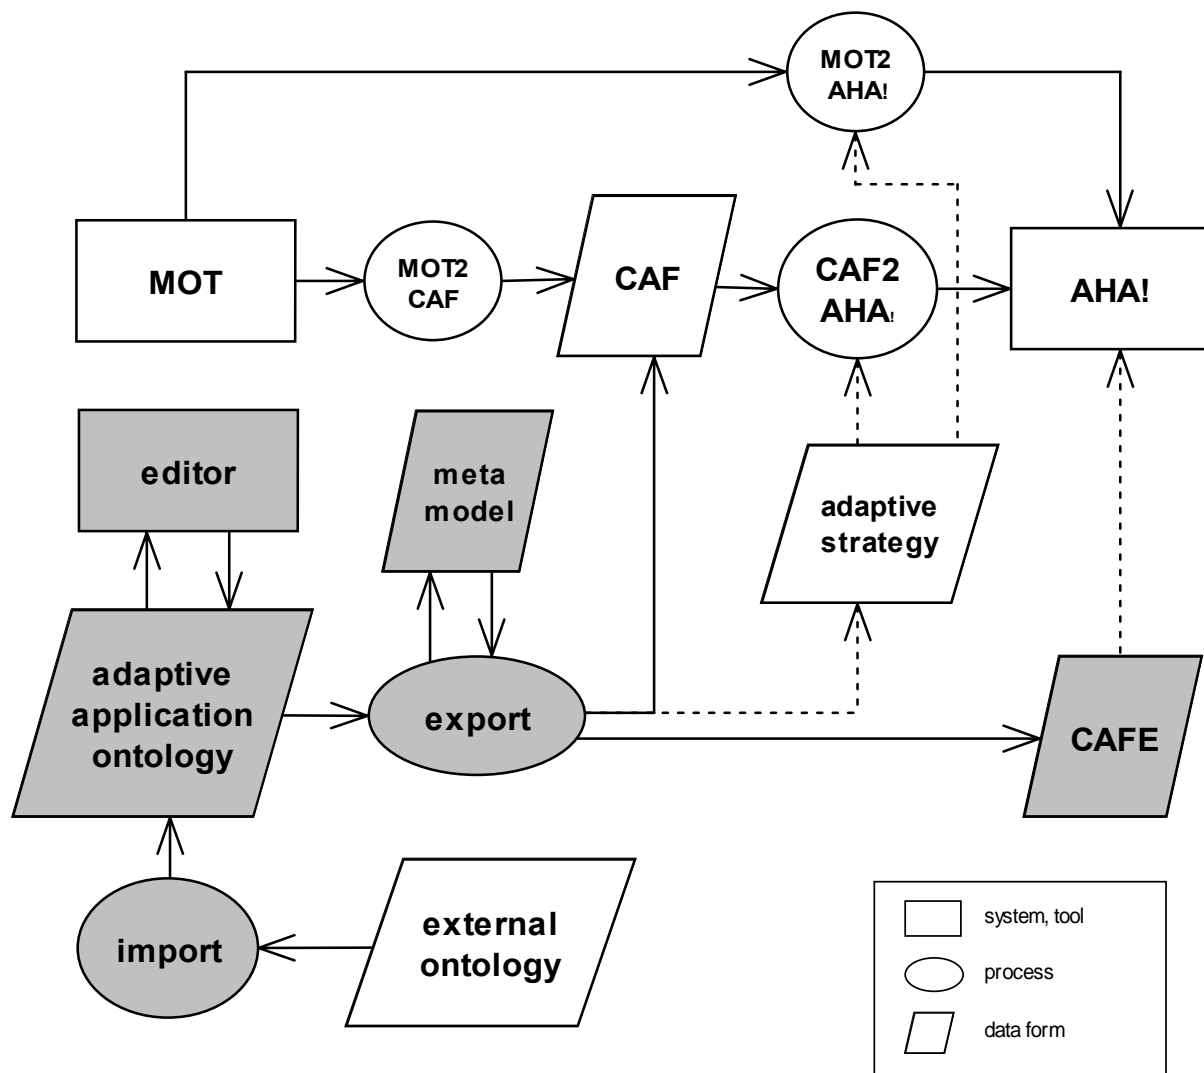 MOT2
AHA!
MOT
MOT2
CAF
CAF
CAF2
AHA!
AHA!
editor
meta
model
adaptive
strategy
adaptive
application
ontology
export
CAFE
import
external
ontology
system, tool
process
data form